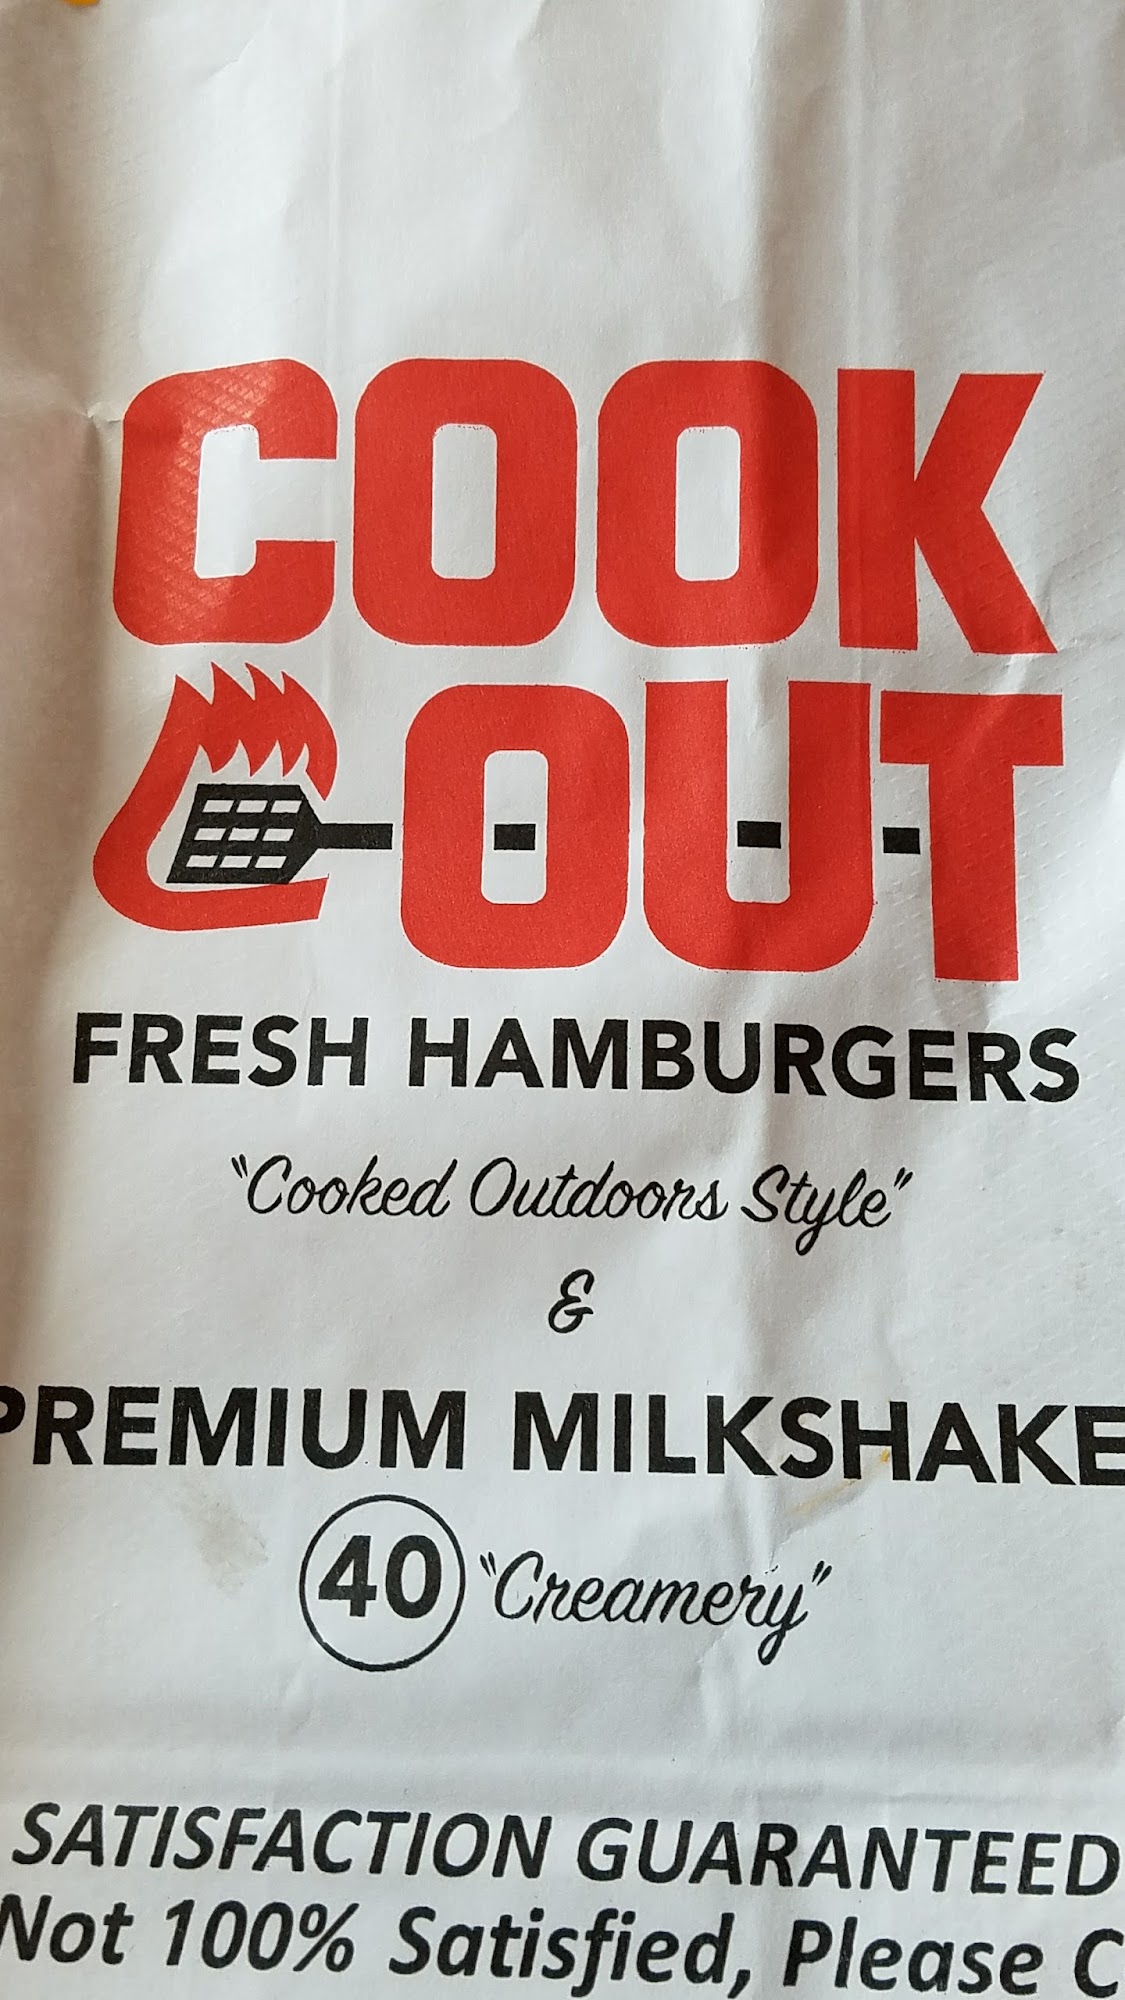 COOK
OUT
FRESH HAMBURGERS
"Cooked Outdoors Style"
&
PREMIUM MILKSHAKE
40 "Creamery"
SATISFACTION GUARANTEED
Not 100% Satisfied, Please C